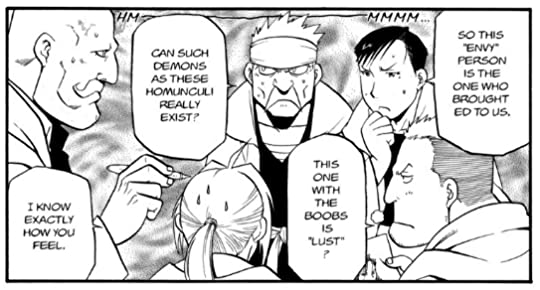 HM
MMMM...
SO THIS
"ENVY"
PERSON
IS THE
ONE WHO
BROUGHT
ED TO US.
CAN SUCH
DEMONS
AS THESE
HOMUNCULI
REALLY
EXIST?
THIS
ONE
WITH
THE
BOOBS
IS
"LUST"
?
I KNOW
EXACTLY
HOW YOU
FEEL.